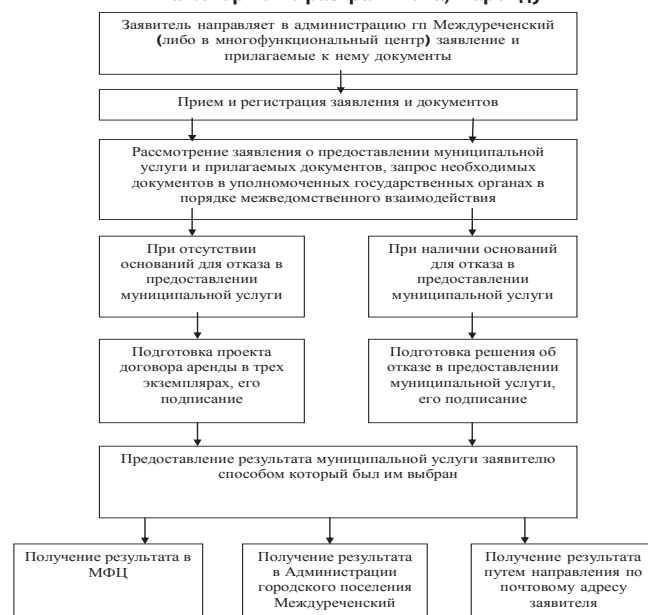 Заявитель направляет в администрацию гп Междуреченский
(либо в многофункциональный центр) заявление и
прилагаемые к нему документы
Прием и регистрация заявления и документов
Рассмотрение заявления о предоставлении муниципальной
услуги и прилагаемых документов, запрос необходимых
документов в уполномоченных государственных органах в
порядке межведомственного взаимодействия
При отсутствии
оснований для отказа в
предоставлении
муниципальной услуги
При наличии оснований
для отказа в
предоставлении
муниципальной услуги
Подготовка проекта
договора аренды в трех
экземплярах, его
подписание
Подготовка решения об
отказе в предоставлении
муниципальной услуги,
его подписание
Предоставление результата муниципальной услуги заявителю
способом который был им выбран
Получение результата в
МФЦ
Получение результата
в Администрации
городского поселения
Междуреченский
Получение результата
путем направления по
почтовому адресу
заявителя